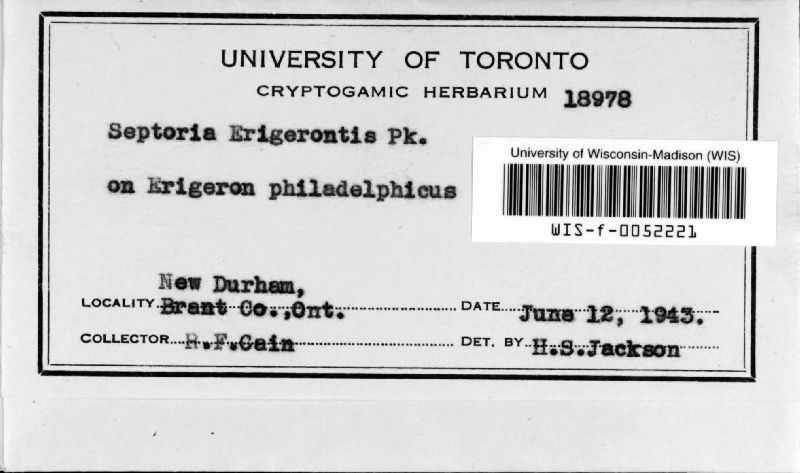 UNIVERSITY OF TORONTO
CRYPTOGAMIC HERBARIUM 18978
Septoria Erigerontis Pk.
on Erigeron philadelphicus
University of Wisconsin-Madison (WIS)
WIS-f-0052221
New Durham,
LOCALITY Brant Co.,Ont. DATE June 12, 1943.
COLLECTOR R.F.Cain DET. BY H.S.Jackson